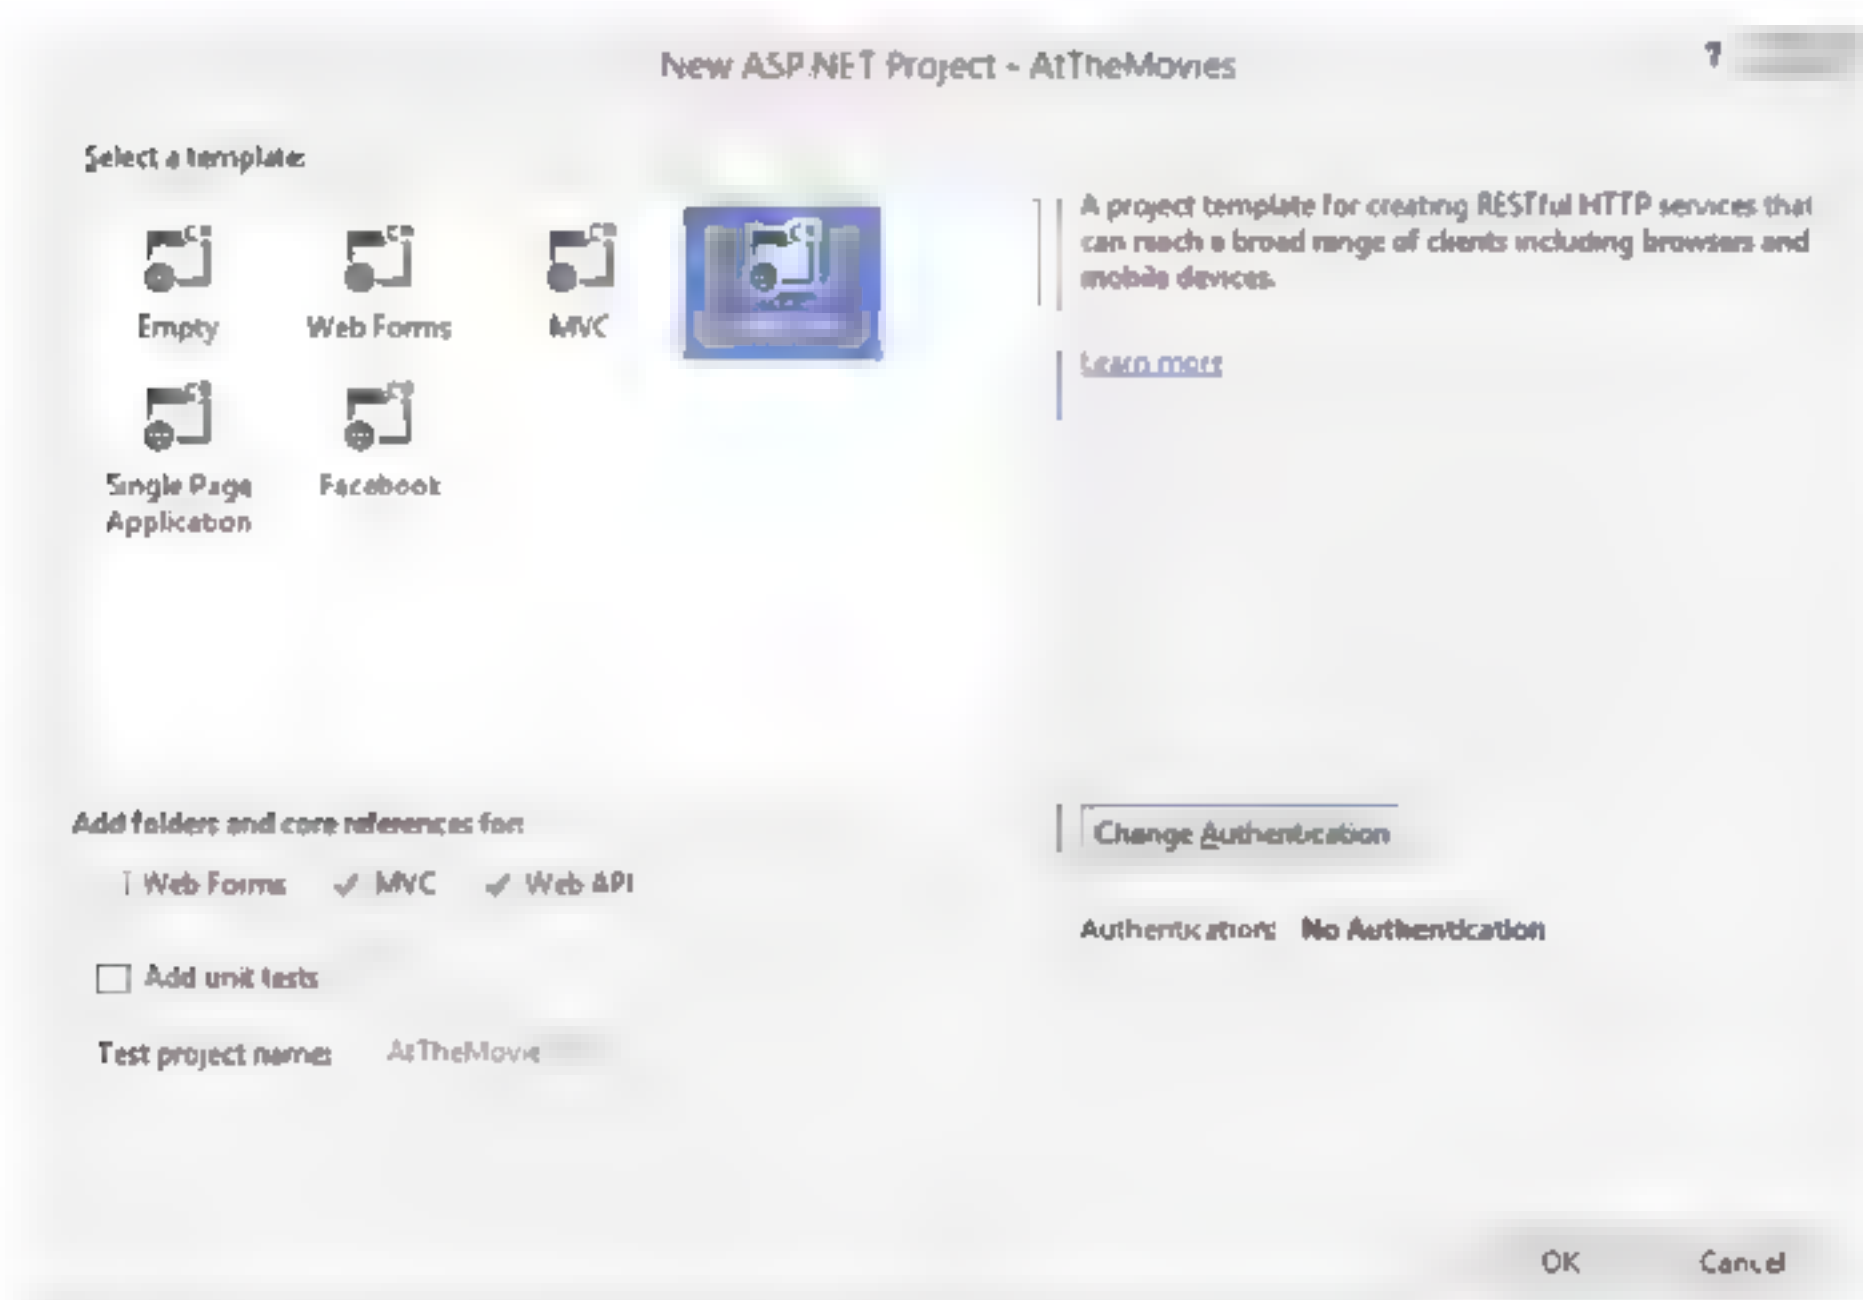 New ASP.NET Project - AtTheMovies
?
Select a template:
Empty
Web Forms
MVC
Single Page
Application
Facebook
A project template for creating RESTful HTTP services that
can reach a broad range of clients including browsers and
mobile devices.
Learn more
Add folders and core references for:
Web Forms
MVC
Web API
Add unit tests
Test project name:
AtTheMovie
Change Authentication
Authentication: No Authentication
OK
Cancel